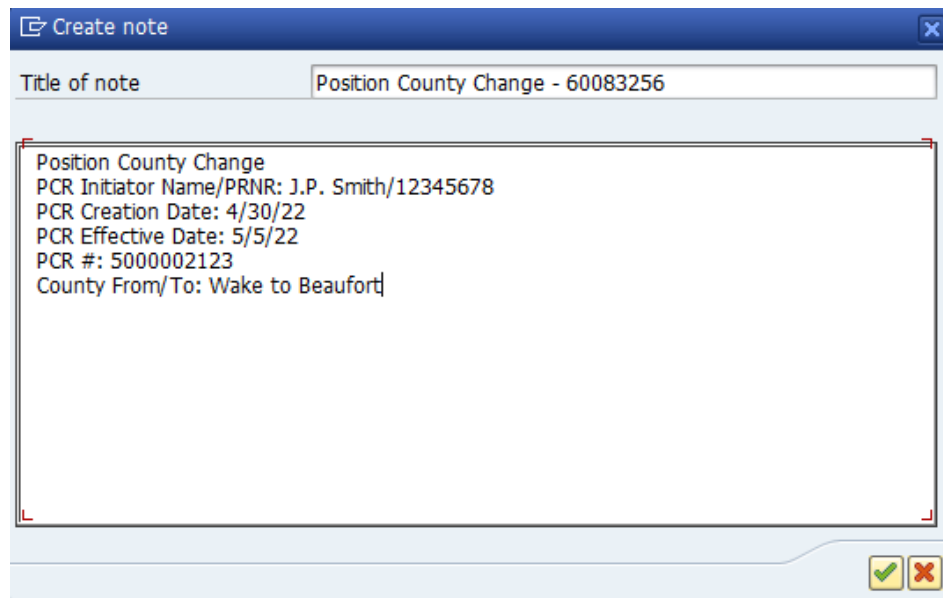 Create note
Title of note Position County Change - 60083256
Position County Change
PCR Initiator Name/PRNR: J.P. Smith/12345678
PCR Creation Date: 4/30/22
PCR Effective Date: 5/5/22
PCR #: 5000002123
County From/To: Wake to Beaufort